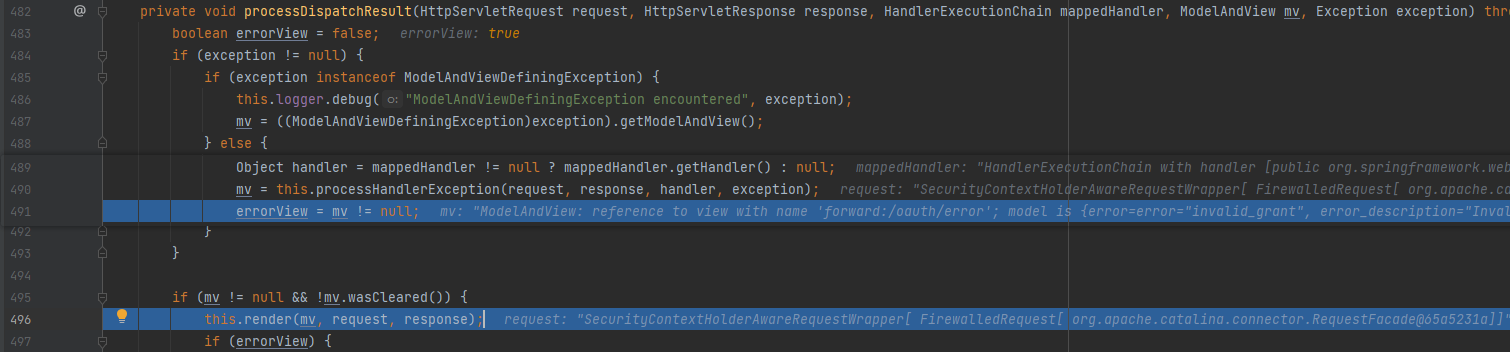 482 @ private void processDispatchResult(HttpServletRequest request, HttpServletResponse response, HandlerExecutionChain mappedHandler, ModelAndView mv, Exception exception) thr
483 boolean errorView = false; errorView: true
484 if (exception != null) {
485 if (exception instanceof ModelAndViewDefiningException) {
486 this.logger.debug( o: "ModelAndViewDefiningException encountered", exception);
487 mv = ((ModelAndViewDefiningException)exception).getModelAndView();
488 } else {
489 Object handler = mappedHandler != null ? mappedHandler.getHandler() : null; mappedHandler: "HandlerExecutionChain with handler [public org.springframework.web
490 mv = this.processHandlerException(request, response, handler, exception); request: "SecurityContextHolderAwareRequestWrapper[ FirewalledRequest[ org.apache.ca
491 errorView = mv != null; mv: "ModelAndView: reference to view with name 'forward:/oauth/error'; model is {error=error="invalid_grant", error_description="Inval
492 }
493 }
494
495 if (mv != null && !mv.wasCleared()) {
496 this.render(mv, request, response); request: "SecurityContextHolderAwareRequestWrapper[ FirewalledRequest[ org.apache.catalina.connector.RequestFacade@65a5231a]]"
497 if (errorView) {